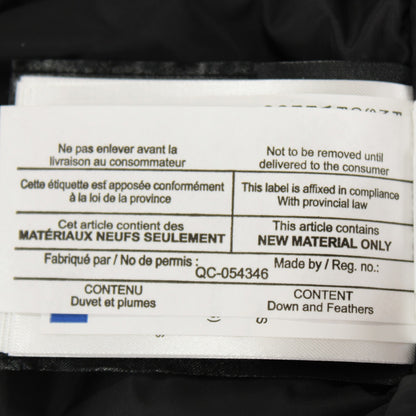 Ne pas enlever avant la
livraison au consommateur
Not to be removed until
delivered to the consumer
Cette étiquette est apposée conformément
à la loi de la province
This label is affixed in compliance
With provincial law
Cet article contient des
MATÉRIAUX NEUFS SEULEMENT
This article contains
NEW MATERIAL ONLY
Fabriqué par / No de permis :
Made by / Reg. no.:
QC-054346
CONTENU
Duvet et plumes
CONTENT
Down and Feathers